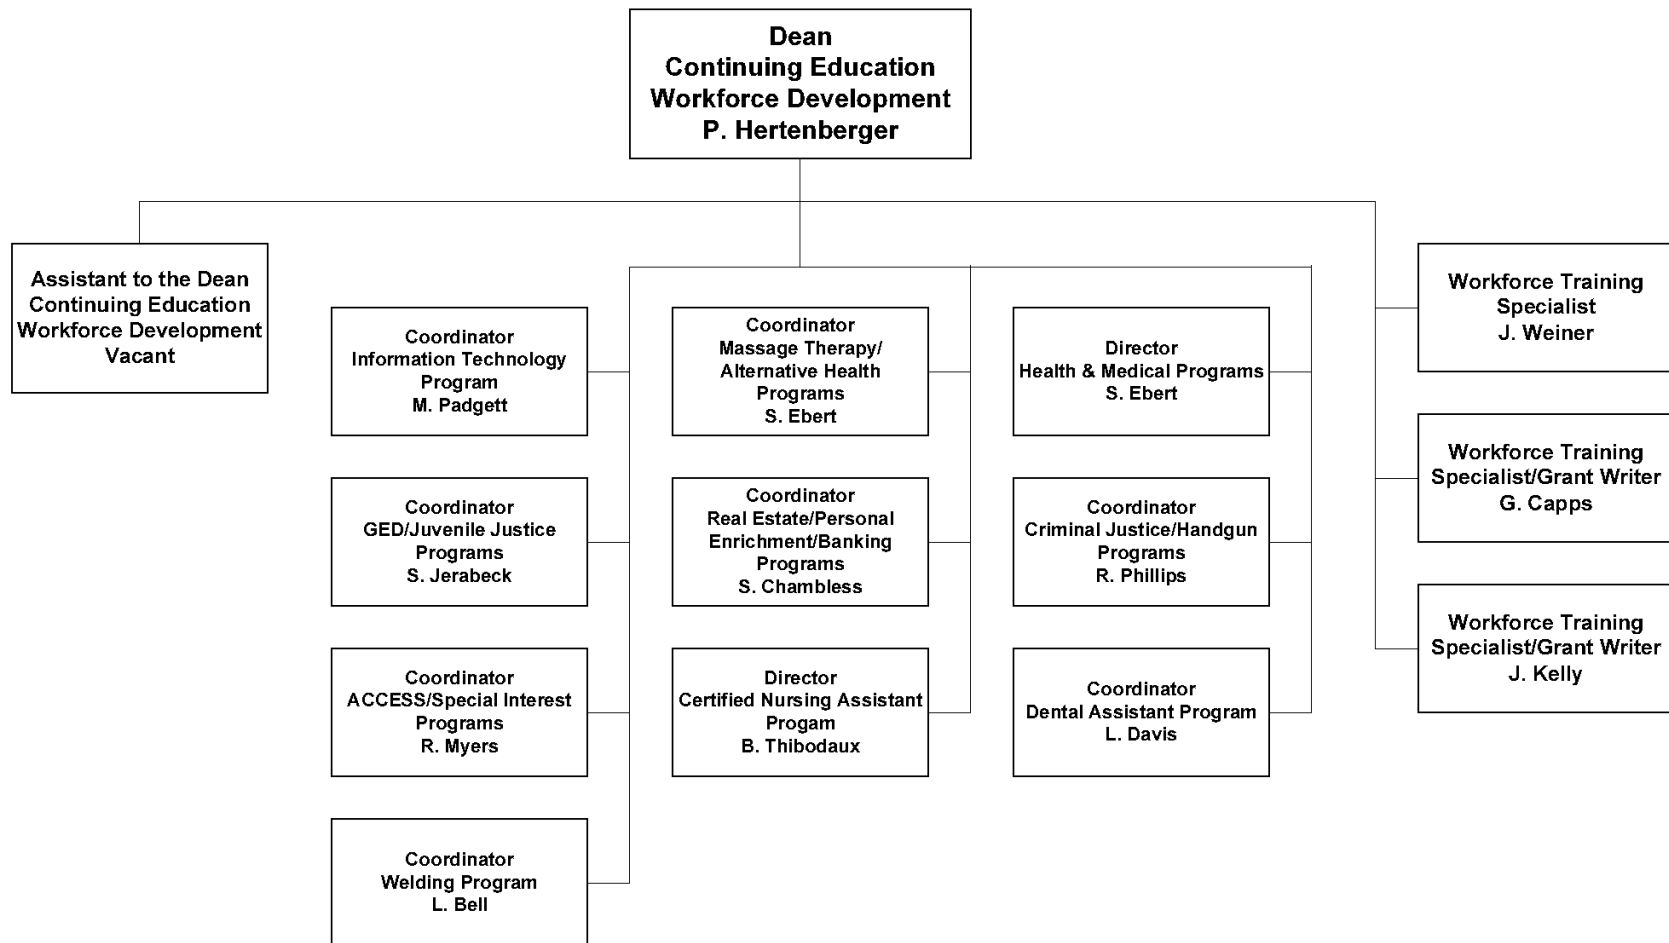 Dean
Continuing Education
Workforce Development
P. Hertenberger
Assistant to the Dean
Continuing Education
Workforce Development
Vacant
Coordinator
Information Technology
Program
M. Padgett
Coordinator
Massage Therapy/
Alternative Health
Programs
S. Ebert
Director
Health & Medical Programs
S. Ebert
Workforce Training
Specialist
J. Weiner
Coordinator
GED/Juvenile Justice
Programs
S. Jerabeck
Coordinator
Real Estate/Personal
Enrichment/Banking
Programs
S. Chambless
Coordinator
Criminal Justice/Handgun
Programs
R. Phillips
Workforce Training
Specialist/Grant Writer
G. Capps
Coordinator
ACCESS/Special Interest
Programs
R. Myers
Director
Certified Nursing Assistant
Progam
B. Thibodaux
Coordinator
Dental Assistant Program
L. Davis
Workforce Training
Specialist/Grant Writer
J. Kelly
Coordinator
Welding Program
L. Bell